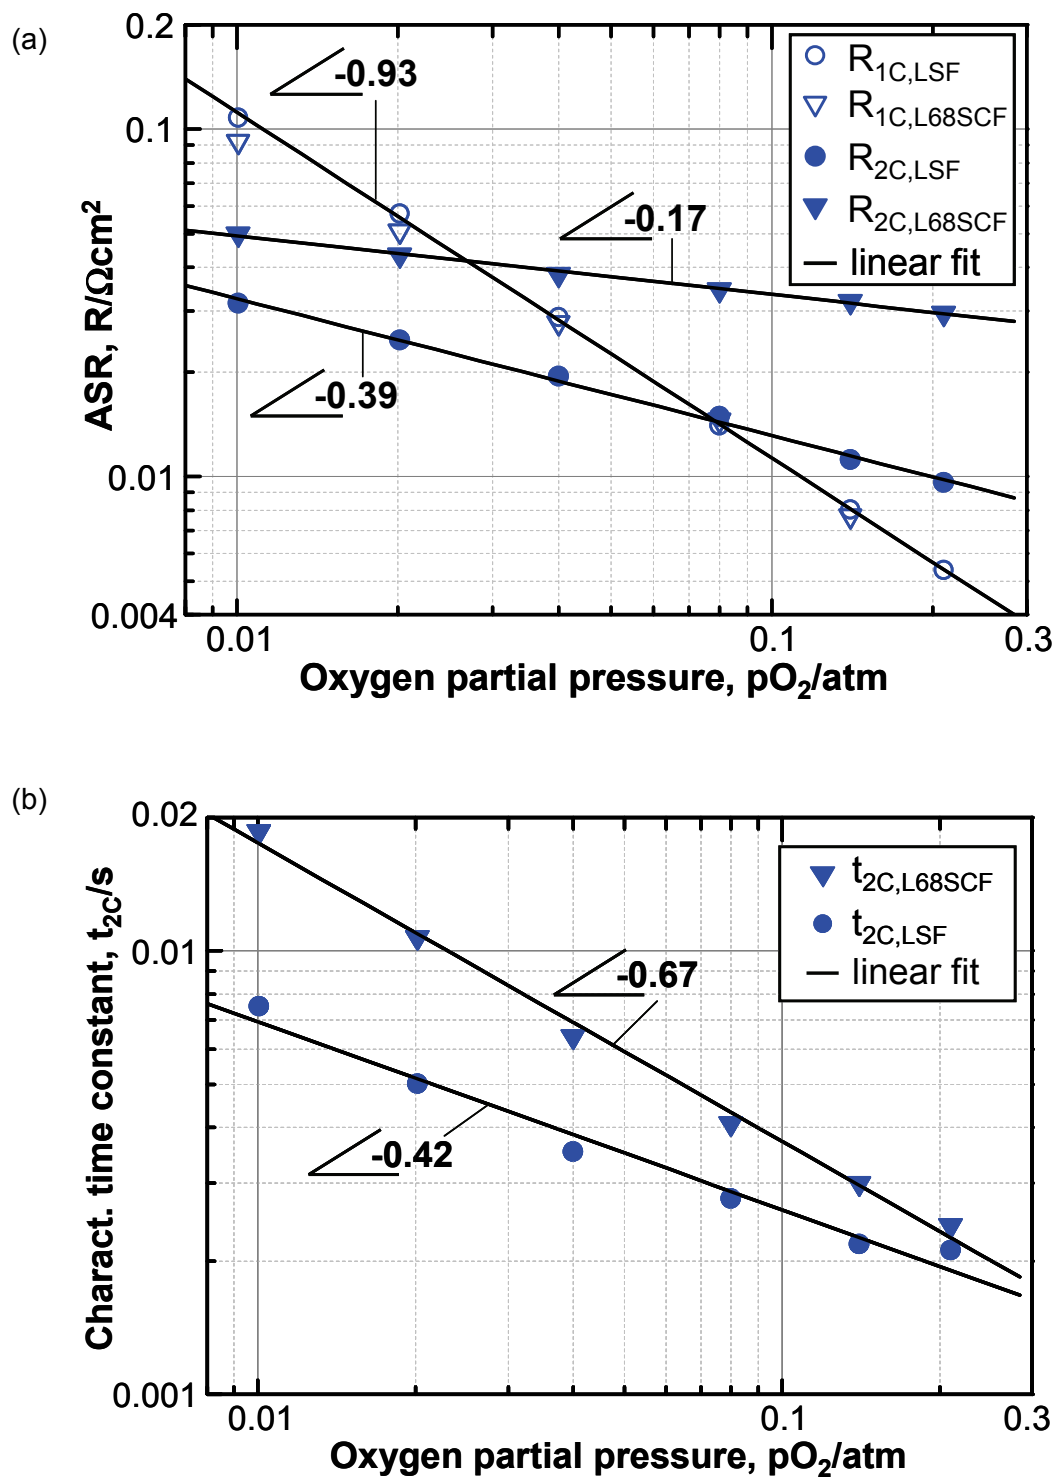 (a)
0.2
0.1
0.01
0.004
ASR, R/Ωcm²
-0.93
-0.17
-0.39
R1C,LSF
R1C,L68SCF
R2C,LSF
R2C,L68SCF
linear fit
0.01
0.1
0.3
Oxygen partial pressure, pO2/atm
(b)
0.02
0.01
0.001
Charact. time constant, t2C/s
-0.67
-0.42
t2C,L68SCF
t2C,LSF
linear fit
0.01
0.1
0.3
Oxygen partial pressure, pO2/atm